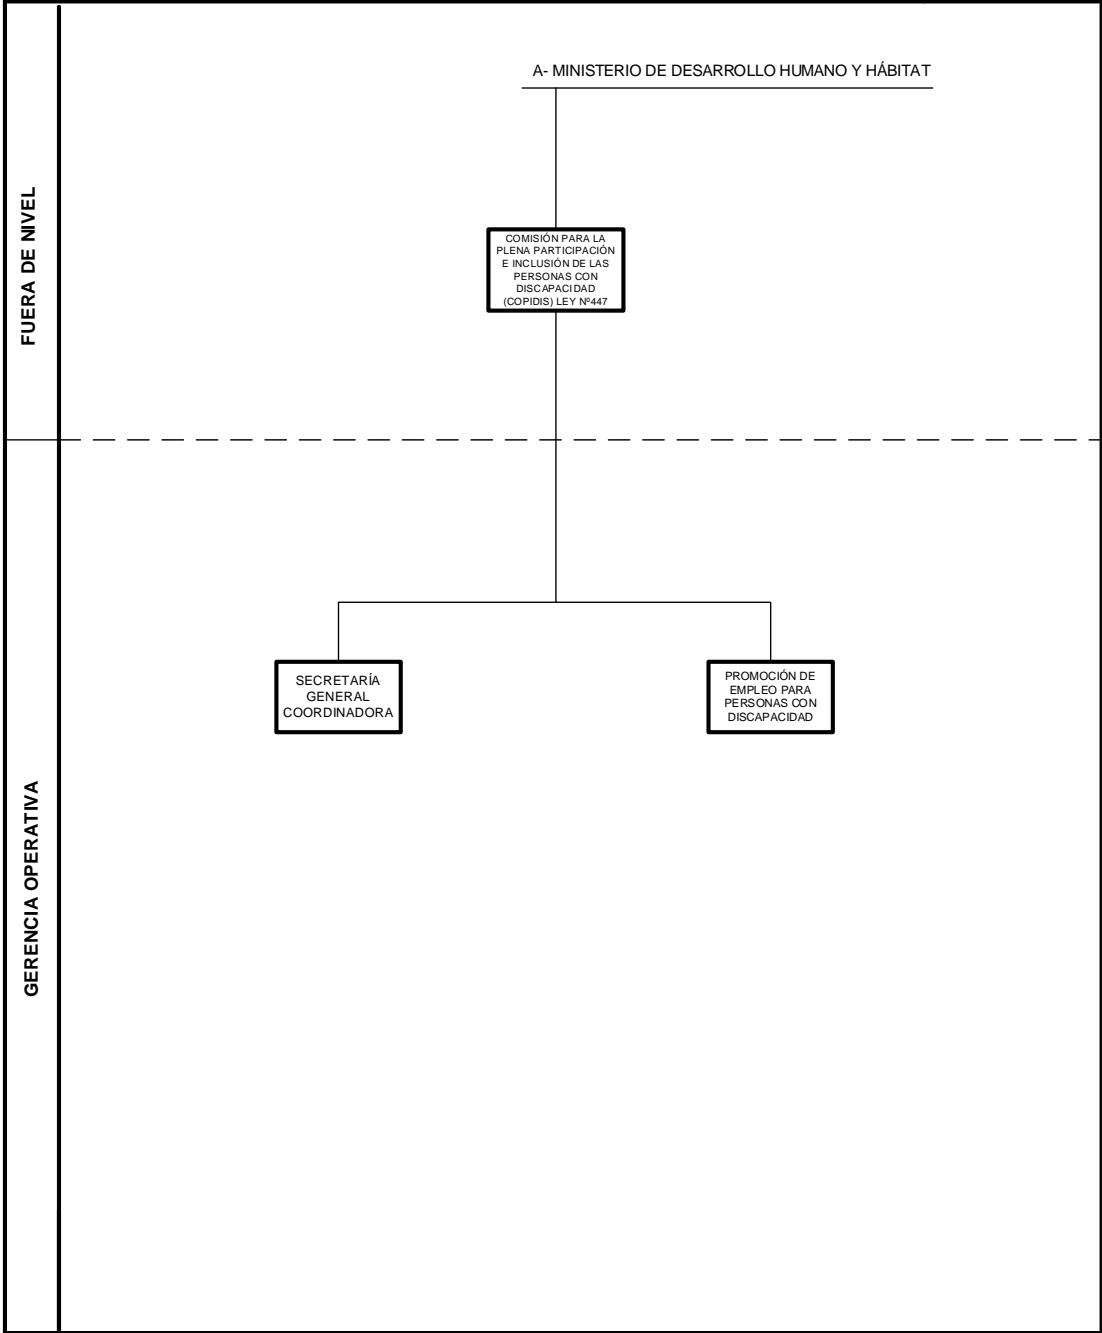 A- MINISTERIO DE DESARROLLO HUMANO Y HÁBITAT
FUERA DE NIVEL
COMISIÓN PARA LA
PLENA PARTICIPACIÓN
E INCLUSIÓN DE LAS
PERSONAS CON
DISCAPACIDAD
(COPIDIS) LEY Nº447
GERENCIA OPERATIVA
SECRETARÍA
GENERAL
COORDINADORA
PROMOCIÓN DE
EMPLEO PARA
PERSONAS CON
DISCAPACIDAD